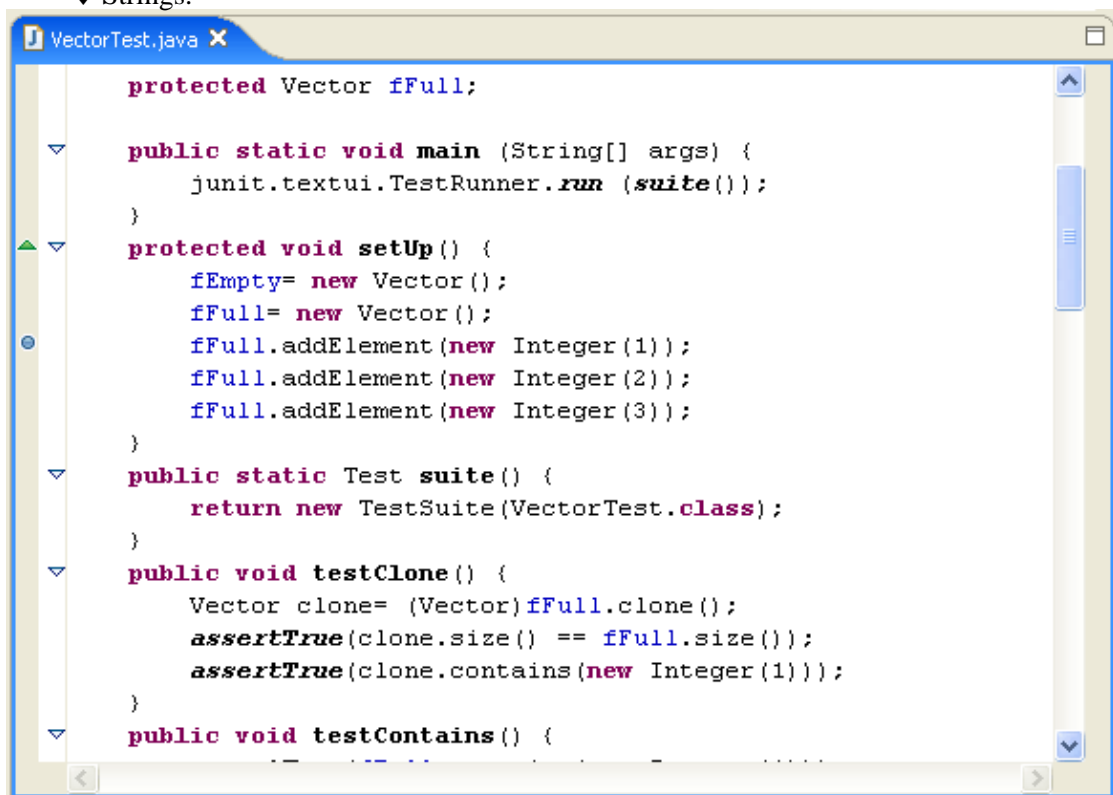 Strings.
VectorTest.java
protected Vector fFull;
public static void main (String[] args) {
junit.textui.TestRunner.run (suite());
}
protected void setUp() {
fEmpty= new Vector();
fFull= new Vector();
fFull.addElement(new Integer(1));
fFull.addElement(new Integer(2));
fFull.addElement(new Integer(3));
}
public static Test suite() {
return new TestSuite(VectorTest.class);
}
public void testClone() {
Vector clone= (Vector)fFull.clone();
assertTrue(clone.size() == fFull.size());
assertTrue(clone.contains(new Integer(1)));
}
public void testContains() {